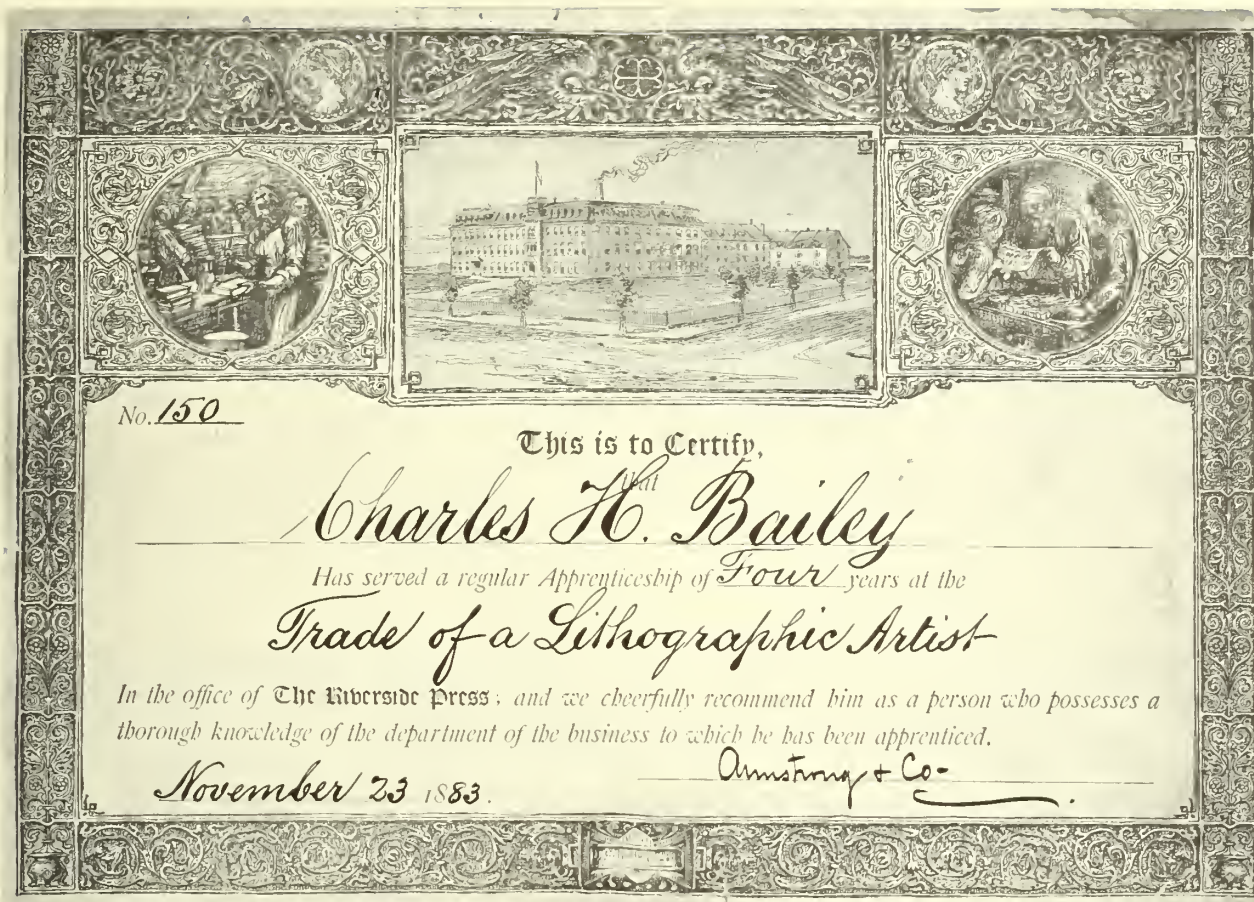 No. 150
This is to Certify,
that
Charles H. Bailey
Has served a regular Apprenticeship of Four years at the
Trade of a Lithographic Artist
In the office of The Riverside Press; and we cheerfully recommend him as a person who possesses a
thorough knowledge of the department of the business to which he has been apprenticed.
Armstrong & Co-
November 23 1883.